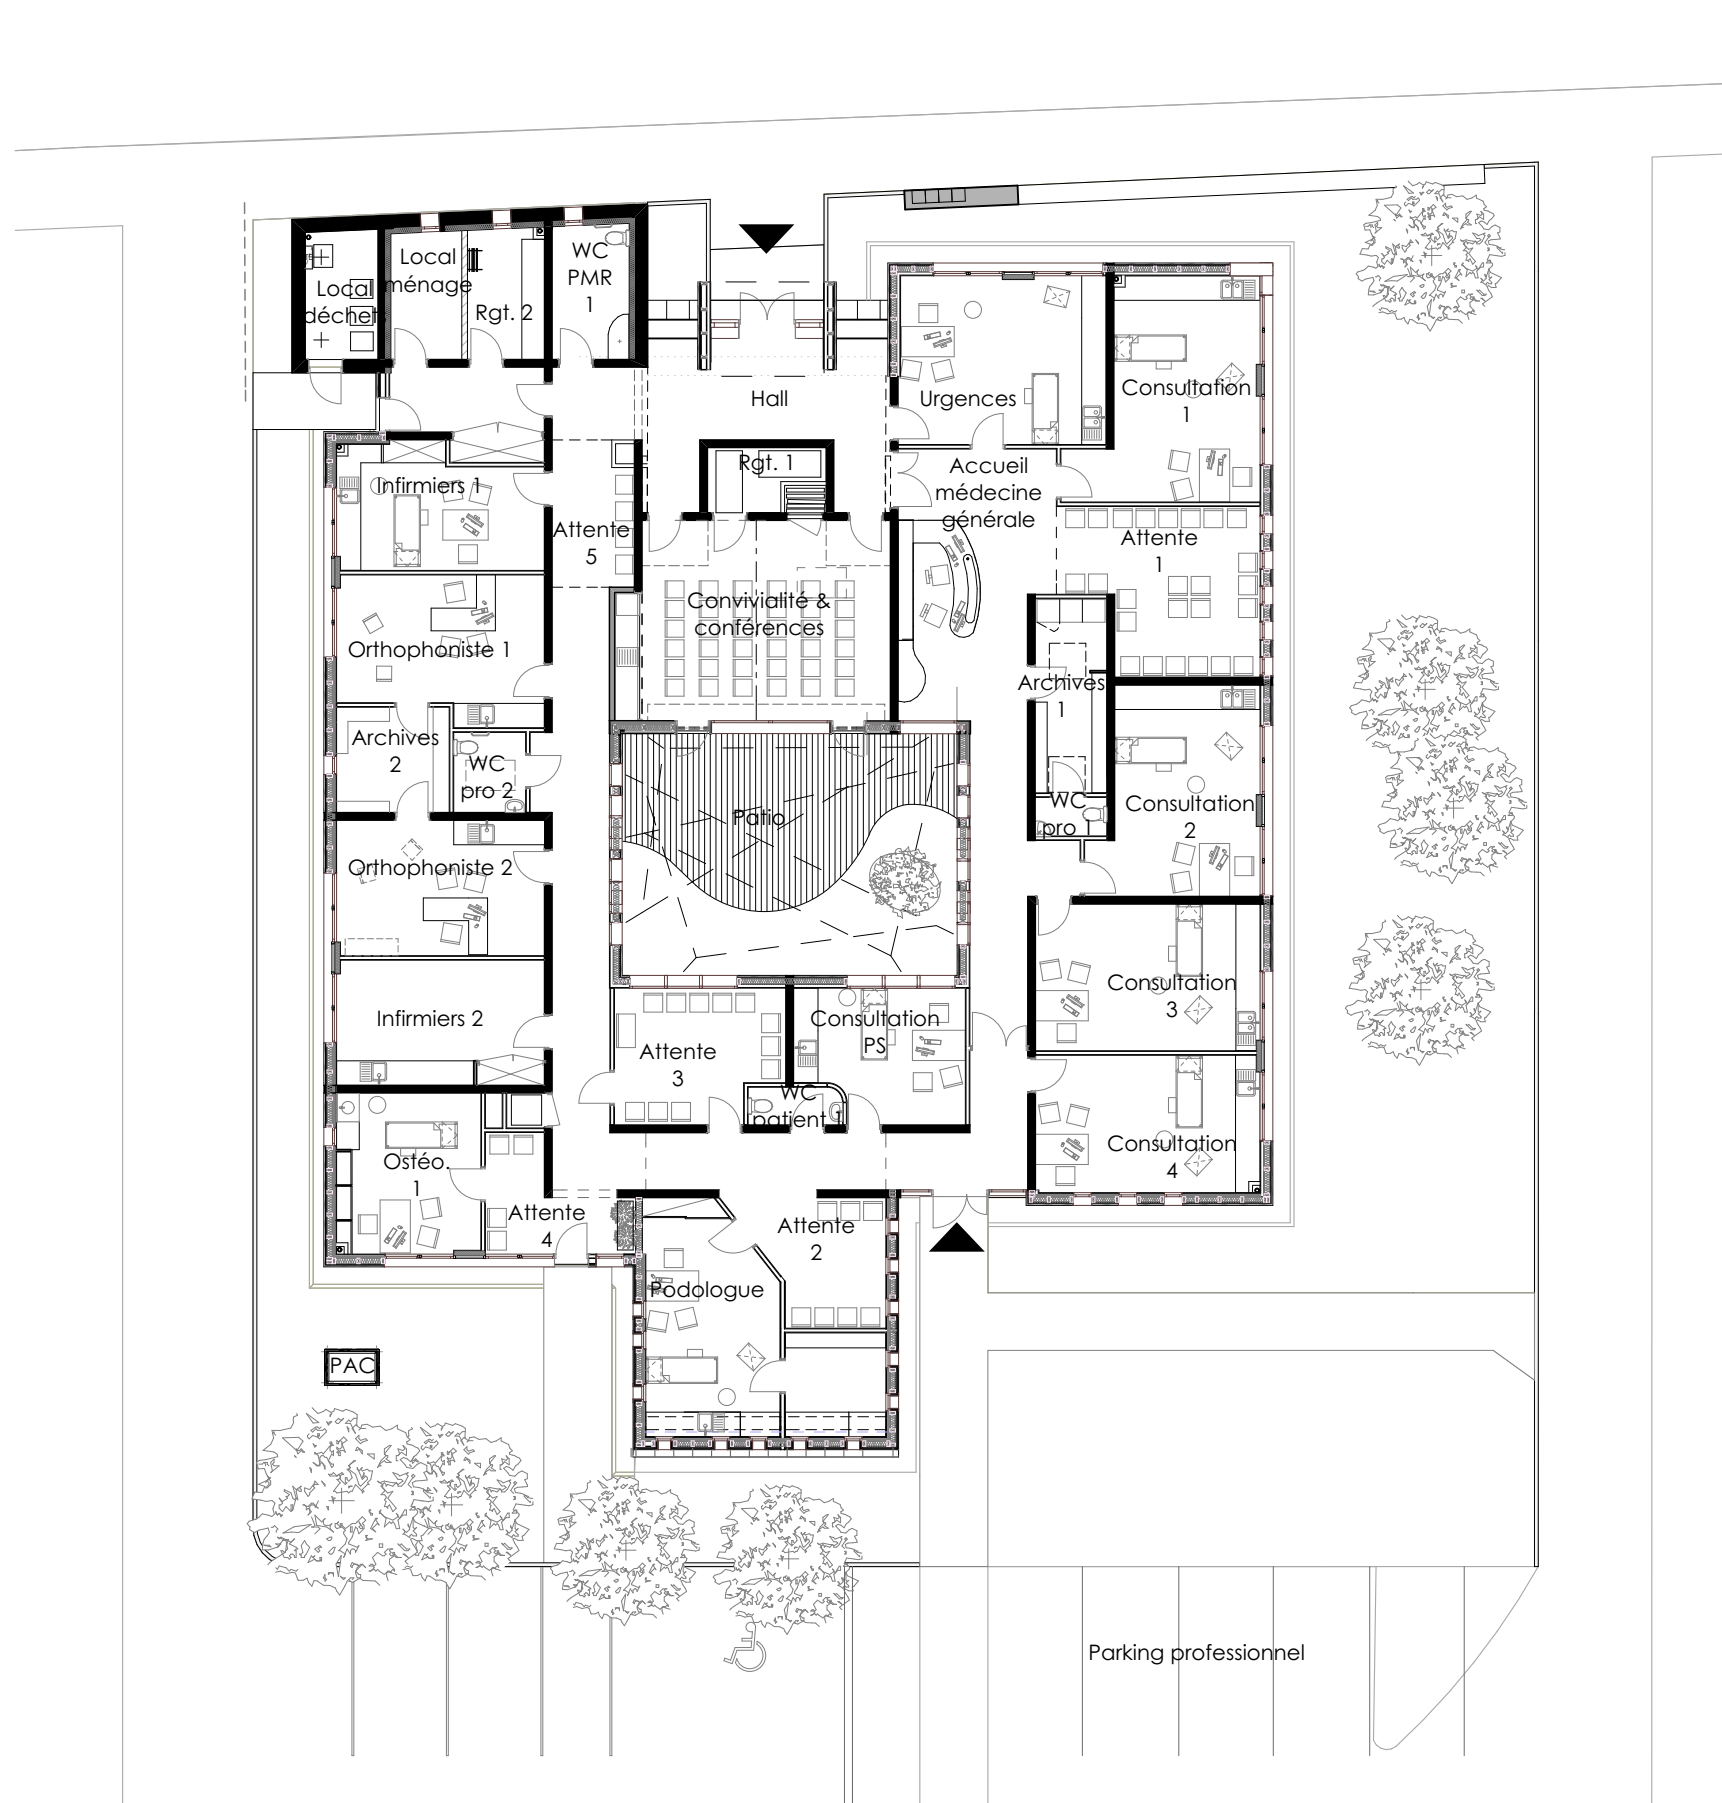 WC
PMR
1
Local
ménage
Local
déchet
Rgt. 2
Hall
Urgences
Consultation
1
Rgt. 1
Accueil
médecine
générale
Infirmiers 1
Attente
5
Attente
1
Convivialité &
conférences
Orthophoniste 1
Archives
1
Archives
2
WC
pro 2
Patio
WC
pro 1
Consultation
2
Orthophoniste 2
Consultation
3
Infirmiers 2
Attente
3
Consultation
PS
WC
patient 1
Consultation
4
Ostéo.
1
Attente
4
Attente
2
Podologue
PAC
Parking professionnel